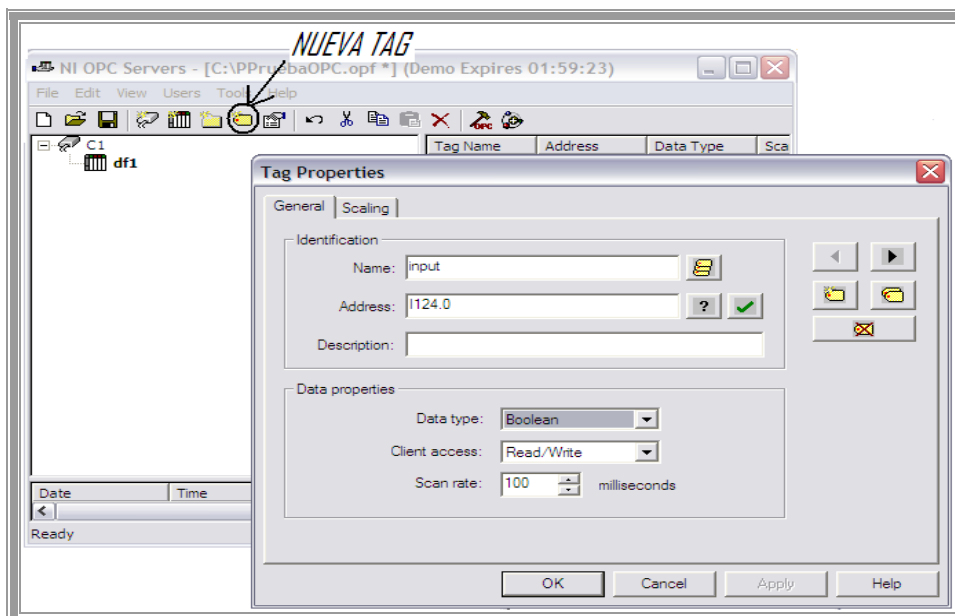 NUEVA TAG
NI OPC Servers - [C:\PPruebaOPC.opf *] (Demo Expires 01:59:23)
File Edit View Users Tools Help
C1
df1
Tag Name Address Data Type Sca
Tag Properties
General Scaling
Identification
Name: input
Address: I124.0 ?
Description:
Data properties
Data type: Boolean
Client access: Read/Write
Scan rate: 100 milliseconds
Date Time
Ready
OK Cancel Apply Help